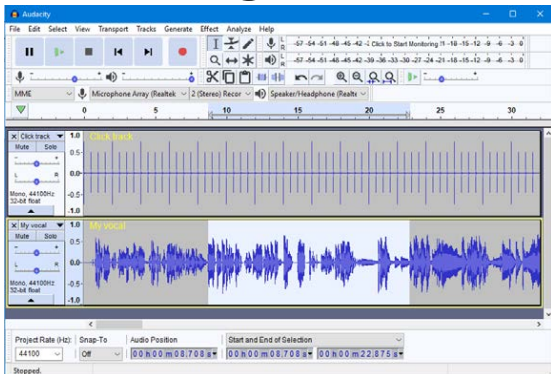 Audacity
File Edit Select View Transport Tracks Generate Effect Analyze Help
L R -57 -54 -51 -48 -45 -42 Click to Start Monitoring -18 -15 -12 -9 -6 -3 0
L R -57 -54 -51 -48 -45 -42 -39 -36 -33 -30 -27 -24 -21 -18 -15 -12 -9 -6 -3 0
MME Microphone Array (Realtek 2 (Stereo) Recor Speaker/Headphone (Realte
0 5 10 15 20 25 30
Click track 1.0 Click track
Mute Solo 0.5
L R 0.0
Mono, 44100Hz -0.5
32-bit float
-1.0
My vocal 1.0 My vocal
Mute Solo 0.5
L R 0.0
Mono, 44100Hz -0.5
32-bit float
-1.0
Project Rate (Hz): Snap-To Audio Position Start and End of Selection
44100 Off 00 h 00 m 08.708 s 00 h 00 m 08.708 s 00 h 00 m 22.875 s
Stopped.